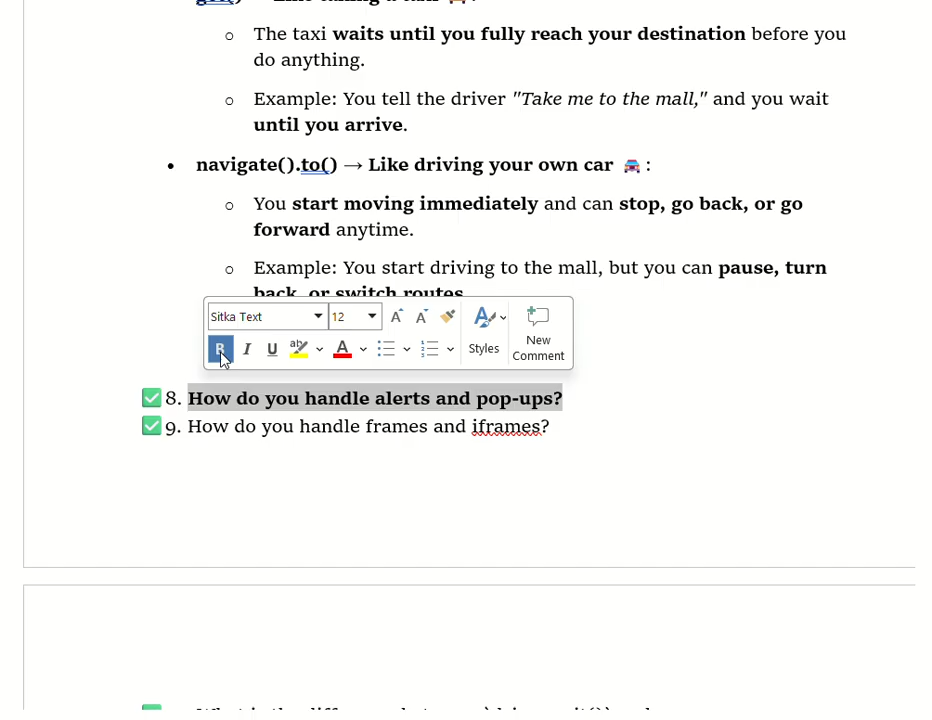 The taxi waits until you fully reach your destination before you
do anything.
Example: You tell the driver "Take me to the mall," and you wait
until you arrive.
navigate().to() → Like driving your own car 🚘 :
You start moving immediately and can stop, go back, or go
forward anytime.
Example: You start driving to the mall, but you can pause, turn
back, or switch routes
Sitka Text 12
B I U Styles New
Comment
✅ 8. How do you handle alerts and pop-ups?
✅ 9. How do you handle frames and iframes?